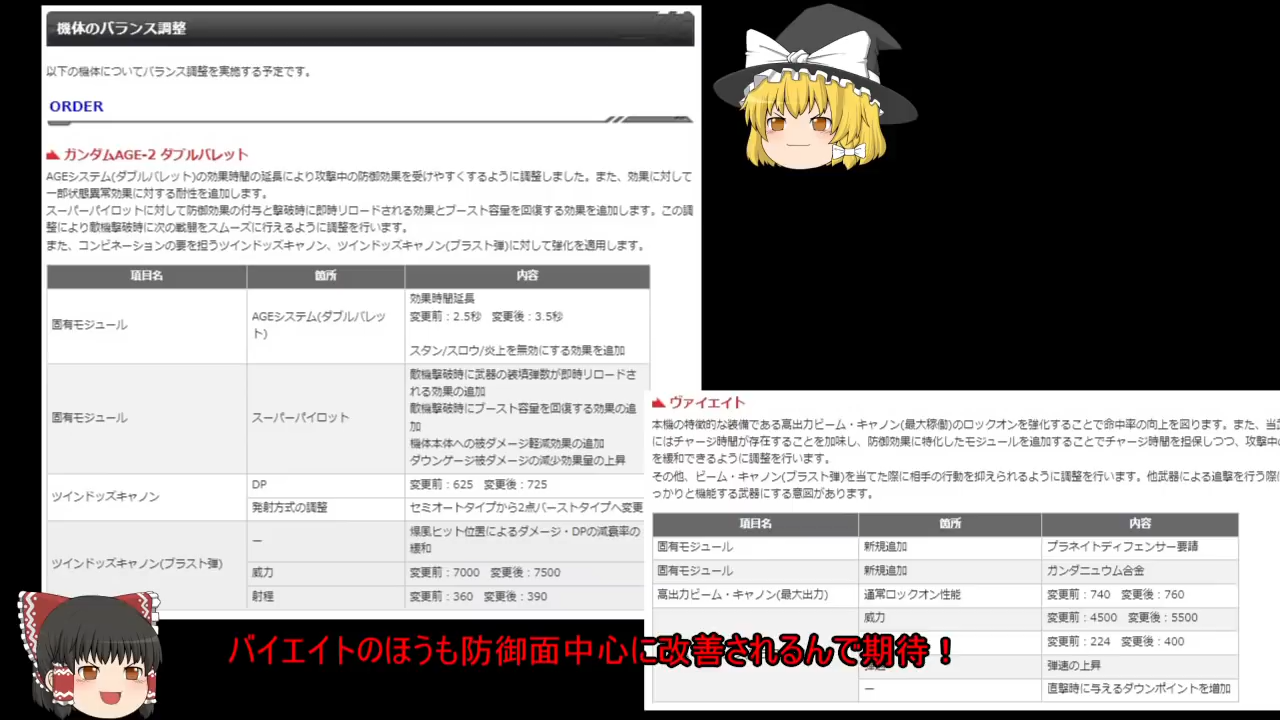 機体のバランス調整
以下の機体についてバランス調整を実施する予定です。
ORDER
ガンダムAGE-2 ダブルバレット
AGEシステム(ダブルバレット)の効果時間の延長により攻撃中の防御効果を受けやすくするように調整しました。また、効果に対して
一部状態異常効果に対する耐性を追加します。
スーパーパイロットに対して防御効果の付与と撃破時に即時リロードされる効果とブースト容量を回復する効果を追加します。この調
整により敵機撃破時に次の戦闘をスムーズに行えるように調整を行います。
また、コンビネーションの要を担うツインドッズキャノン、ツインドッズキャノン(ブラスト弾)に対して強化を適用します。
項目名 箇所 内容
固有モジュール
AGEシステム(ダブルバレッ
ト)
効果時間延長
変更前:2.5秒 変更後:3.5秒
スタン/スロウ/炎上を無効にする効果を追加
固有モジュール
スーパーパイロット
敵機撃破時に武器の装填弾数が即時リロードさ
れる効果の追加
敵機撃破時にブースト容量を回復する効果の追
加
機体本体への被ダメージ軽減効果の追加
ダウンゲージ被ダメージの減少効果量の上昇
ツインドッズキャノン
DP 変更前:625 変更後:725
発射方式の調整 セミオートタイプから2点バーストタイプへ変更
ツインドッズキャノン(ブラスト弾)
ー
爆風ヒット位置によるダメージ・DPの減衰率の
緩和
威力 変更前:7000 変更後:7500
射程 変更前:360 変更後:390
ヴァイエイト
本機の特徴的な装備である高出力ビーム・キャノン(最大稼働)のロックオンを強化することで命中率の向上を図ります。また、当
にはチャージ時間が存在することを加味し、防御効果に特化したモジュールを追加することでチャージ時間を担保しつつ、攻撃中
を緩和できるように調整を行います。
その他、ビーム・キャノン(ブラスト弾)を当てた際に相手の行動を抑えられるように調整を行います。他武器による追撃を行う際に
っかりと機能する武器にする意図があります。
項目名 箇所 内容
固有モジュール 新規追加 プラネイトディフェンサー要請
固有モジュール 新規追加 ガンダニュウム合金
高出力ビーム・キャノン(最大出力) 通常ロックオン性能 変更前:740 変更後:760
威力 変更前:4500 変更後:5500
変更前:224 変更後:400
弾速の上昇
ー 直撃時に与えるダウンポイントを増加
バイエイトのほうも防御面中心に改善されるんで期待！